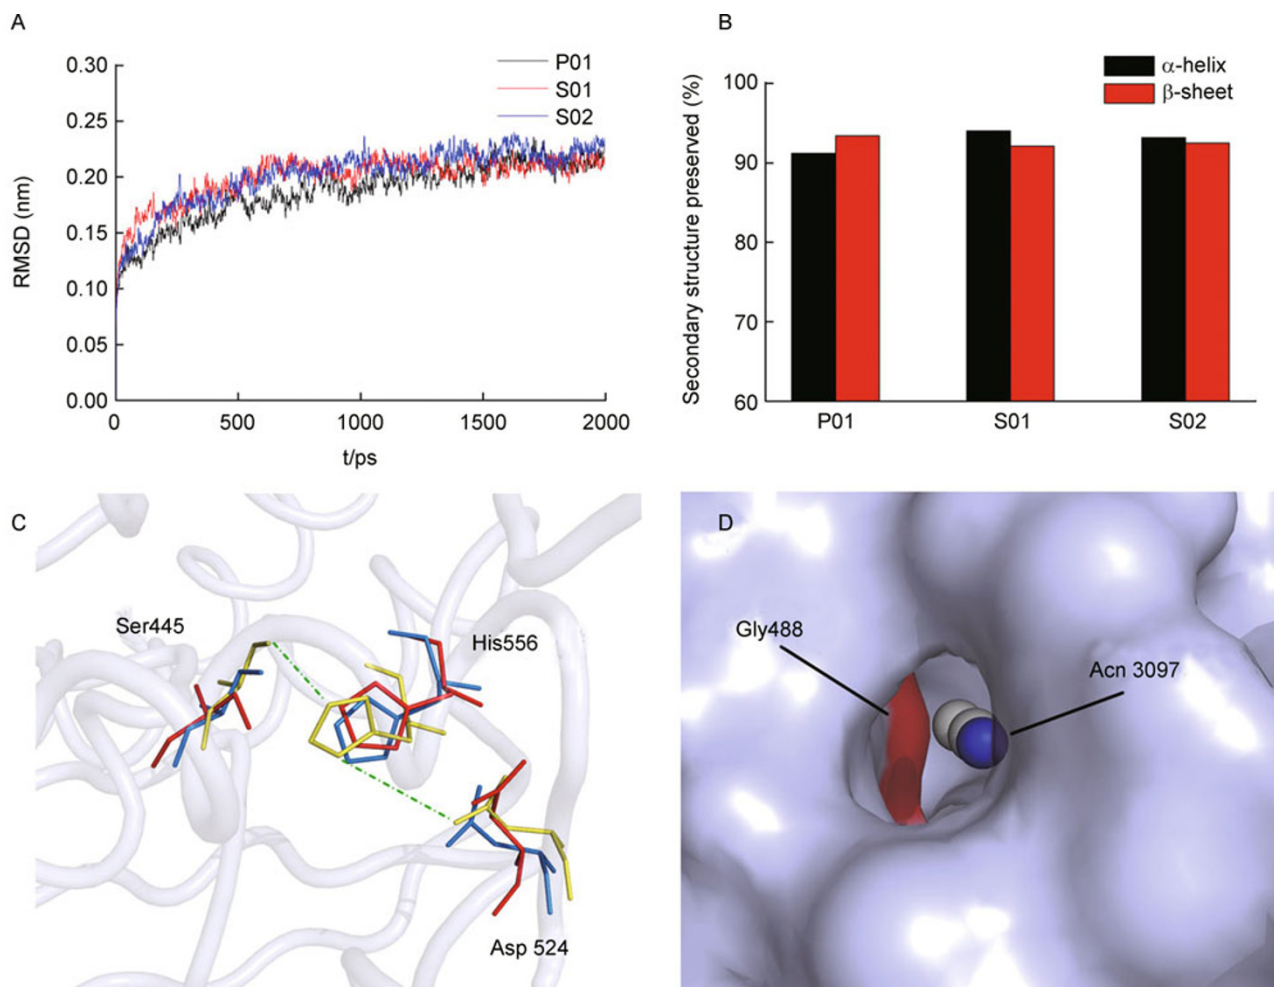 A
0.30
0.25
0.20
0.15
0.10
0.05
0.00
RMSD (nm)
P01
S01
S02
0
500
1000
1500
2000
t/ps
B
100
90
80
70
60
Secondary structure preserved (%)
α-helix
β-sheet
P01
S01
S02
C
Ser445
His556
Asp 524
D
Gly488
Acn 3097